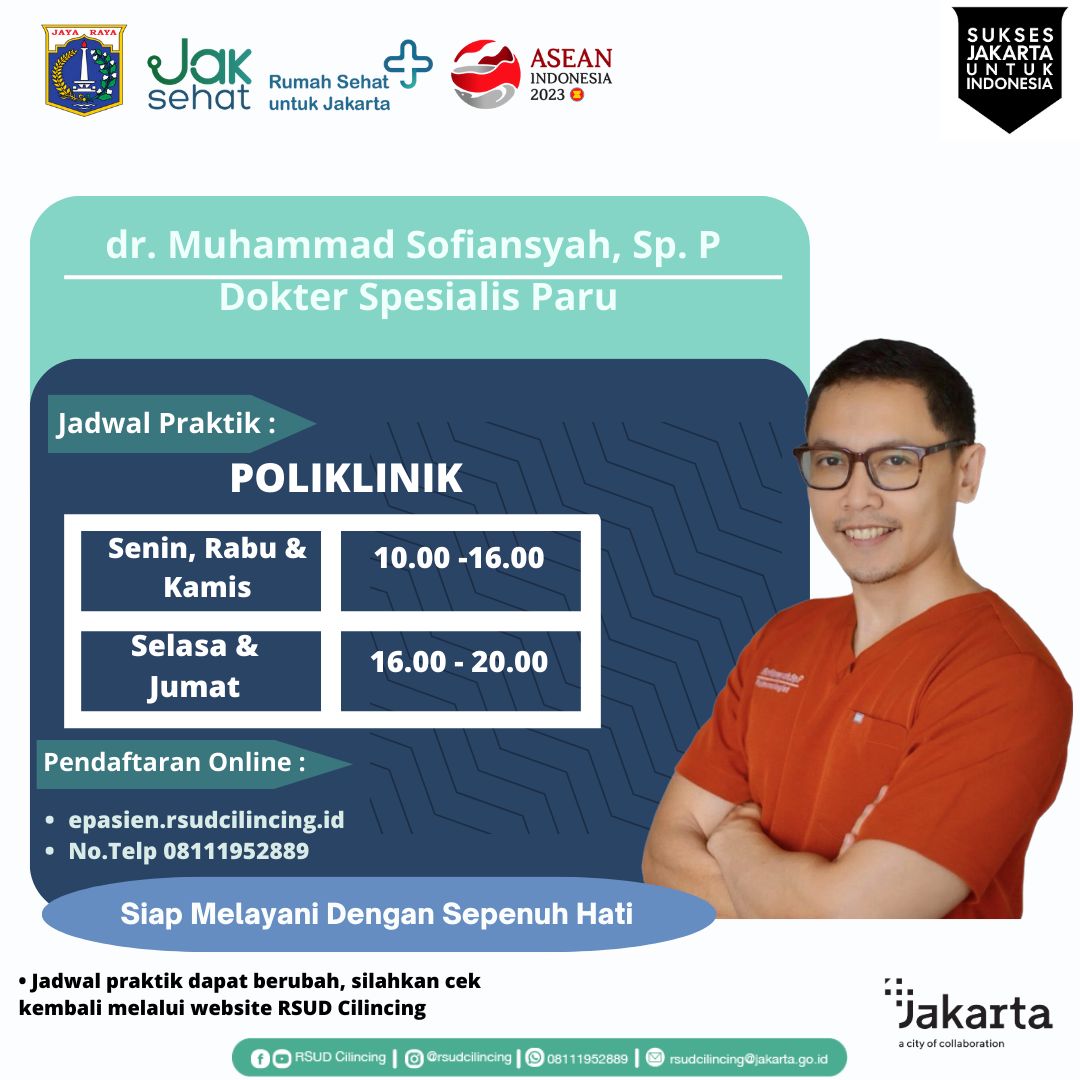 JAYA RAYA
Jak
sehat
Rumah Sehat
untuk Jakarta
ASEAN
INDONESIA
2023
SUKSES
JAKARTA
UNTUK
INDONESIA
dr. Muhammad Sofiansyah, Sp. P
Dokter Spesialis Paru
Jadwal Praktik :
POLIKLINIK
Senin, Rabu &
Kamis
10.00 -16.00
Selasa &
Jumat
16.00 - 20.00
Pendaftaran Online :
• epasien.rsudcilincing.id
• No.Telp 08111952889
Siap Melayani Dengan Sepenuh Hati
• Jadwal praktik dapat berubah, silahkan cek
kembali melalui website RSUD Cilincing
Jakarta
a city of collaboration
RSUD Cilincing | @rsudcilincing | 08111952889 | rsudcilincing@jakarta.go.id